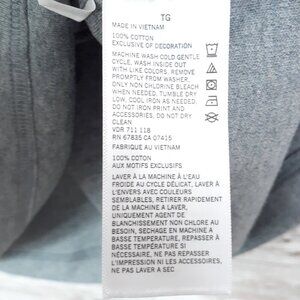 TG
MADE IN VIETNAM
100% COTTON
EXCLUSIVE OF DECORATION
MACHINE WASH COLD GENTLE
CYCLE, WASH INSIDE OUT
WITH LIKE COLORS, REMOVE
PROMPTLY FROM WASHER,
ONLY NON CHLORINE BLEACH
WHEN NEEDED, TUMBLE DRY
LOW, COOL IRON AS NEEDED.
DO NOT IRON PRINT AND
ACCESSORIES, DO NOT DRY
CLEAN
VDR 711 118
RN 67835 CA 07415
FABRIQUE AU VIETNAM
100% COTON
AUX MOTIFS EXCLUSIFS
LAVER À LA MACHINE À L'EAU
FROIDE AU CYCLE DÉLICAT, LAVER À
L'ENVERS AVEC COULEURS
SEMBLABLES, RETIRER RAPIDEMENT
DE LA MACHINE A LAVER,
UNIQUEMENT AGENT DE
BLANCHISSEMENT NON CHLORE AU
BESOIN, SECHAGE EN MACHINE A
BASSE TEMPÉRATURE, REPASSER À
BASSE TEMPÉRATURE SI
NÉCESSAIRE, NE PAS REPASSER
L'IMPRESSION NI LES ACCESSOIRES,
NE PAS LAVER A SEC